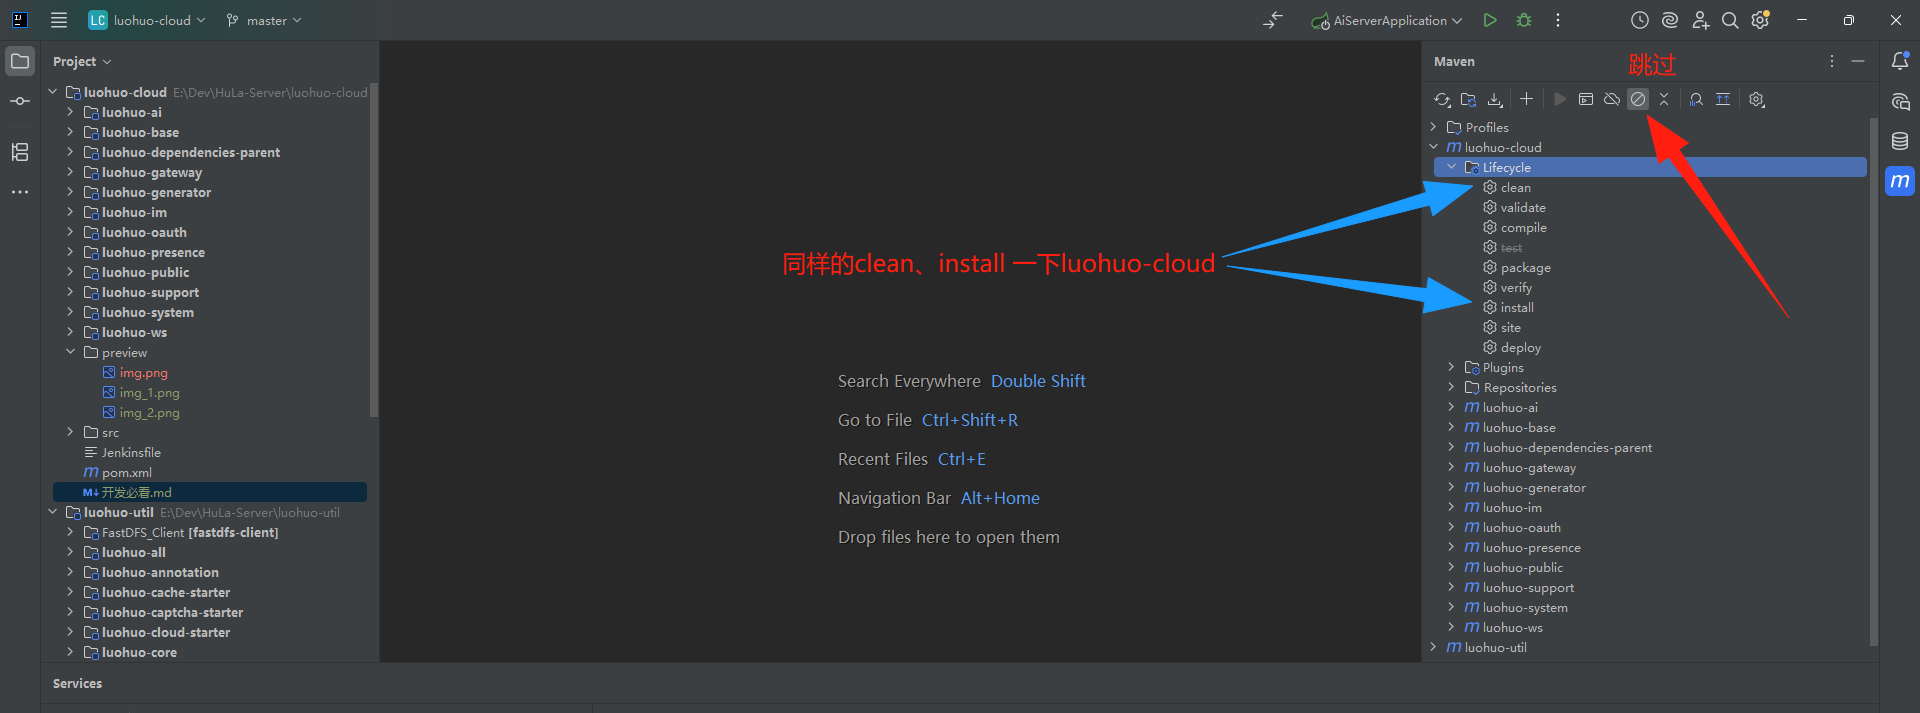 LC luohuo-cloud master AiServerApplication
Project
luohuo-cloud E:\Dev\HuLa-Server\luohuo-cloud
luohuo-ai
luohuo-base
luohuo-dependencies-parent
luohuo-gateway
luohuo-generator
luohuo-im
luohuo-oauth
luohuo-presence
luohuo-public
luohuo-support
luohuo-system
luohuo-ws
preview
img.png
img_1.png
img_2.png
src
Jenkinsfile
m pom.xml
M↓ 开发必看.md
luohuo-util E:\Dev\HuLa-Server\luohuo-util
FastDFS_Client [fastdfs-client]
luohuo-all
luohuo-annotation
luohuo-cache-starter
luohuo-captcha-starter
luohuo-cloud-starter
luohuo-core
同样的clean、install 一下luohuo-cloud
Search Everywhere Double Shift
Go to File Ctrl+Shift+R
Recent Files Ctrl+E
Navigation Bar Alt+Home
Drop files here to open them
Maven
跳过
Profiles
m luohuo-cloud
Lifecycle
clean
validate
compile
test
package
verify
install
site
deploy
Plugins
Repositories
m luohuo-ai
m luohuo-base
m luohuo-dependencies-parent
m luohuo-gateway
m luohuo-generator
m luohuo-im
m luohuo-oauth
m luohuo-presence
m luohuo-public
m luohuo-support
m luohuo-system
m luohuo-ws
m luohuo-util
m
Services